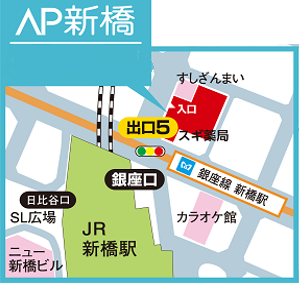 AP新橋
すしざんまい
入口
出口5
スギ薬局
銀座口
銀座線 新橋駅
日比谷口
SL広場
カラオケ館
JR
新橋駅
ニュー
新橋ビル